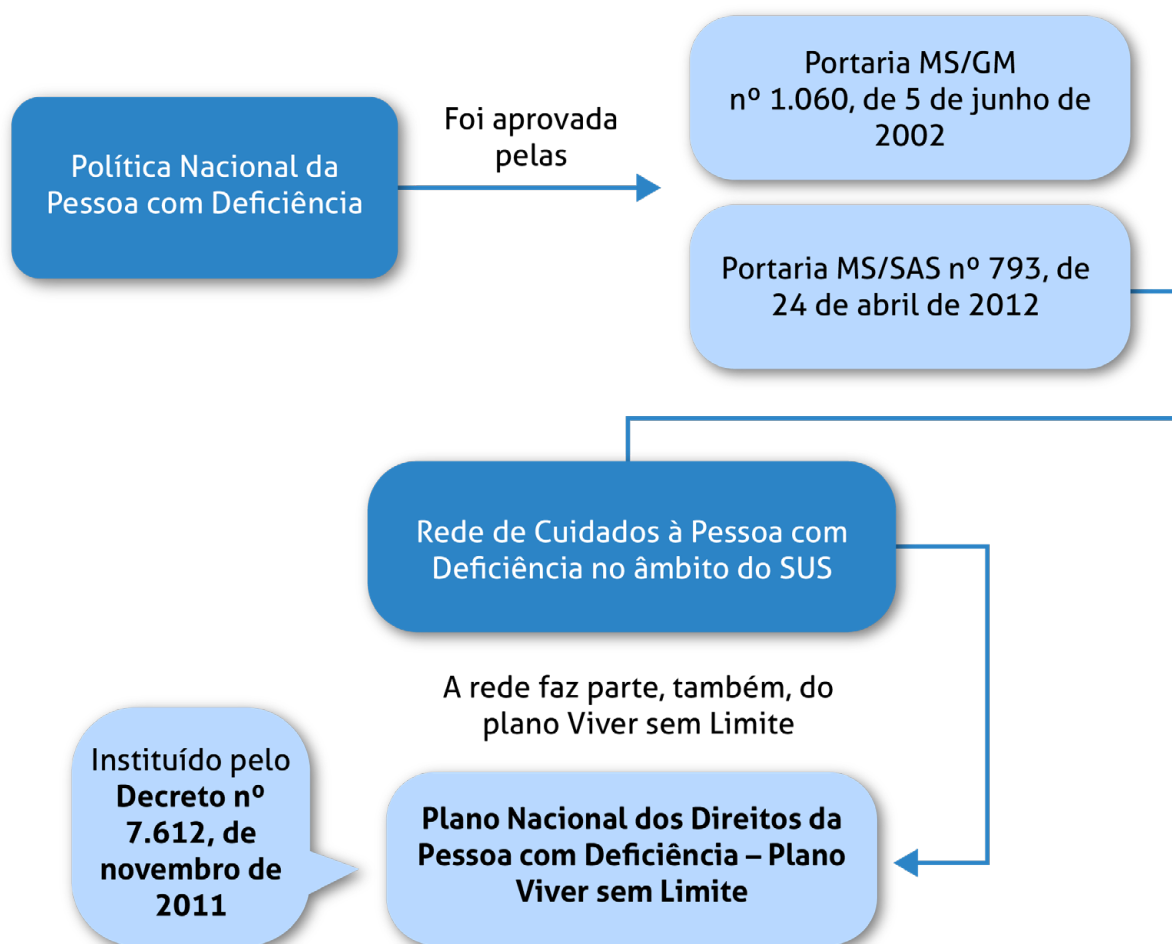 Política Nacional da
Pessoa com Deficiência
Foi aprovada
pelas
Portaria MS/GM
nº 1.060, de 5 de junho de
2002
Portaria MS/SAS nº 793, de
24 de abril de 2012
Rede de Cuidados à Pessoa com
Deficiência no âmbito do SUS
A rede faz parte, também, do
plano Viver sem Limite
Instituído pelo
Decreto nº
7.612, de
novembro de
2011
Plano Nacional dos Direitos da
Pessoa com Deficiência – Plano
Viver sem Limite